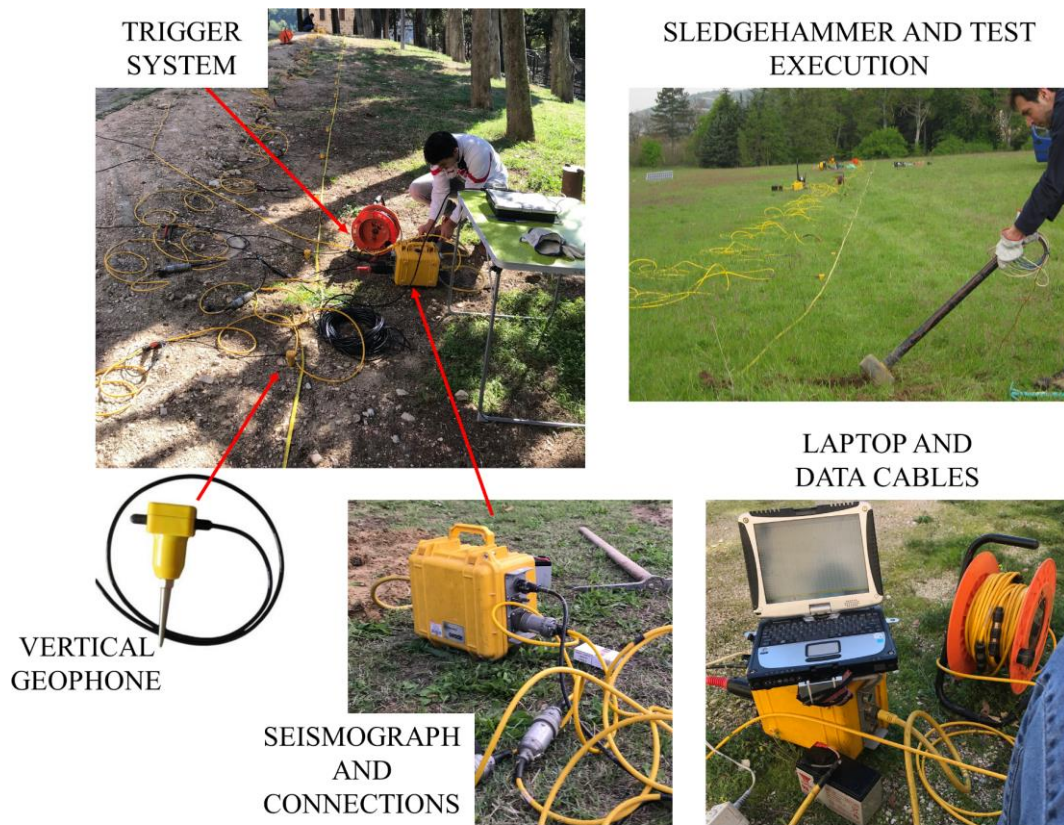 TRIGGER
SYSTEM
SLEDGEHAMMER AND TEST
EXECUTION
LAPTOP AND
DATA CABLES
VERTICAL
GEOPHONE
SEISMOGRAPH
AND
CONNECTIONS